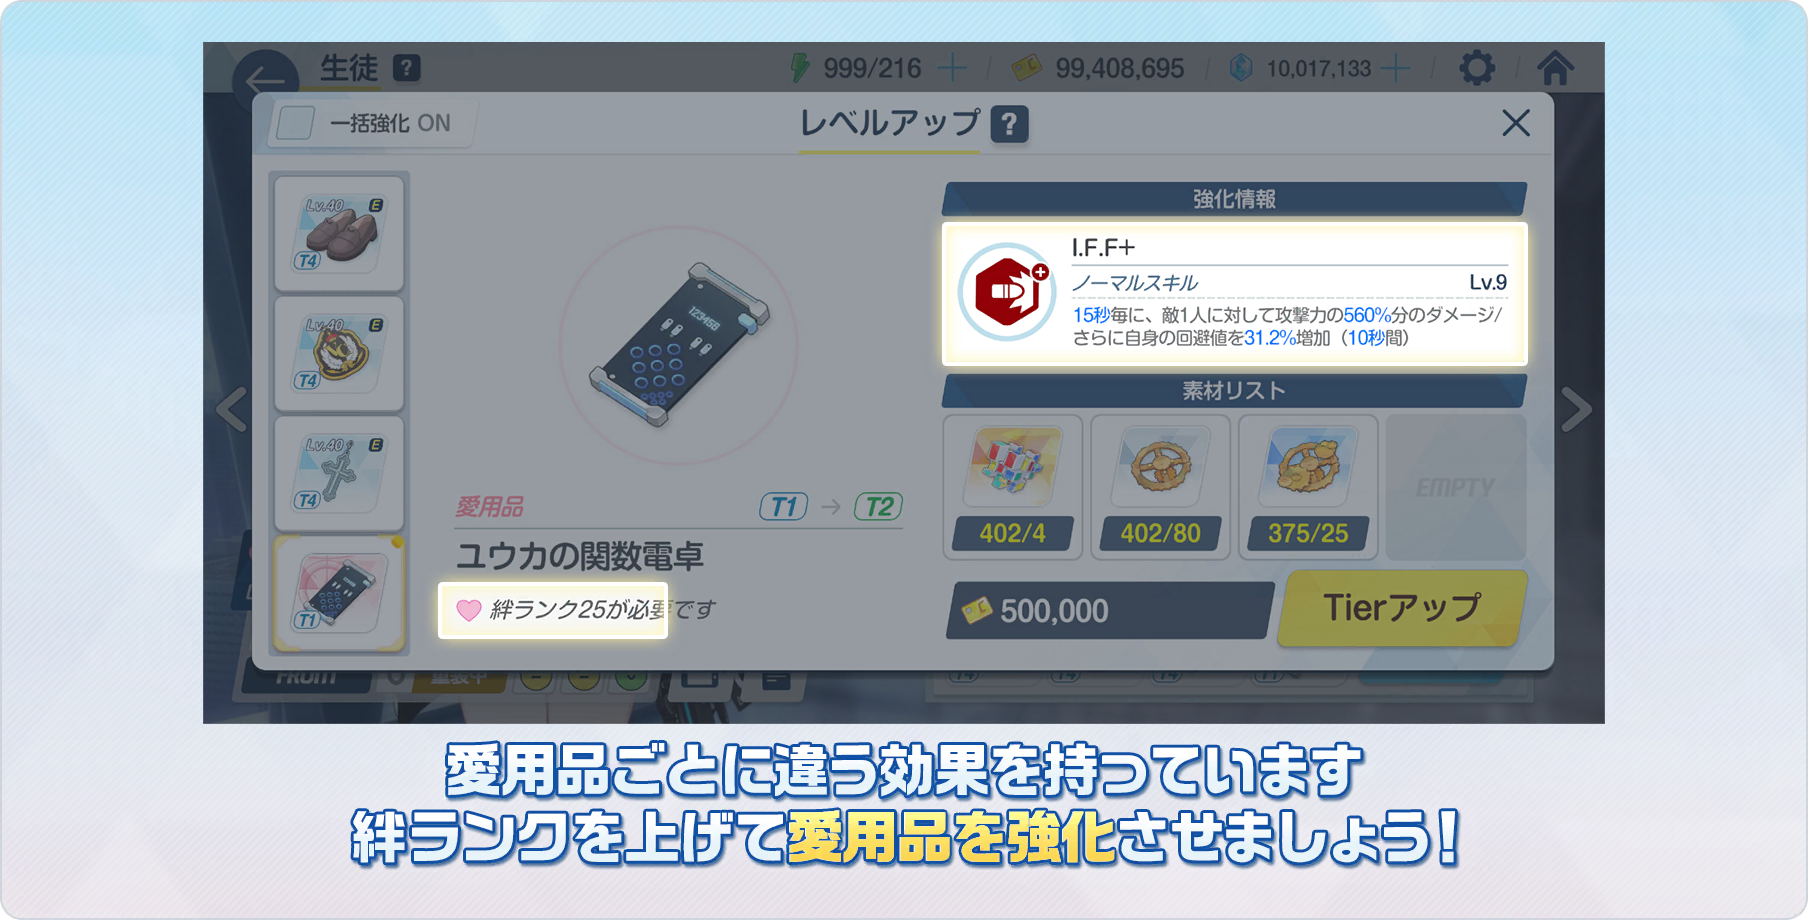 生徒 ?
999/216
99,408,695
10,017,133
一括強化 ON
レベルアップ ?
Lv.40 E
T4
Lv.40 E
T4
Lv.40 E
T4
T1
123458
愛用品
T1 → T2
ユウカの関数電卓
絆ランク25が必要です
強化情報
I.F.F+
ノーマルスキル Lv.9
15秒毎に、敵1人に対して攻撃力の560%分のダメージ/
さらに自身の回避値を31.2%増加（10秒間）
素材リスト
EMPTY
402/4
402/80
375/25
500,000
Tierアップ
FRONT
重装甲
愛用品ごとに違う効果を持っています
絆ランクを上げて愛用品を強化させましょう!